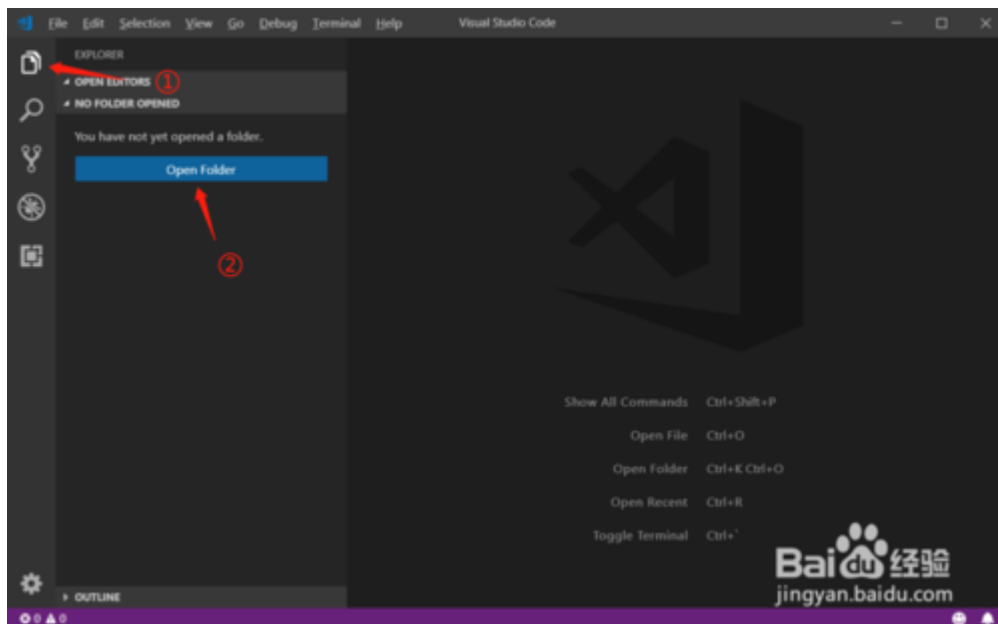 File Edit Selection View Go Debug Terminal Help Visual Studio Code
EXPLORER
OPEN EDITORS ①
NO FOLDER OPENED
You have not yet opened a folder.
Open Folder
②
Show All Commands Ctrl+Shift+P
Open File Ctrl+O
Open Folder Ctrl+K Ctrl+O
Open Recent Ctrl+R
Toggle Terminal Ctrl+`
Baidu 经验
jingyan.baidu.com
OUTLINE
0 0